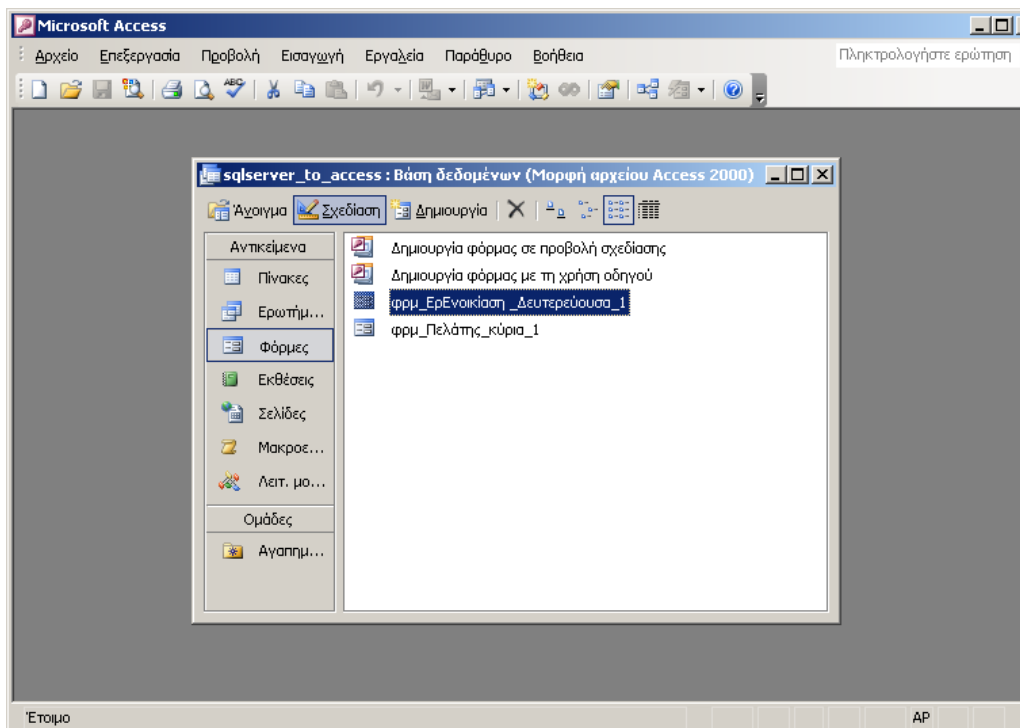 Microsoft Access
Αρχείο Επεξεργασία Προβολή Εισαγωγή Εργαλεία Παράθυρο Βοήθεια Πληκτρολογήστε ερώτηση
sqlserver_to_access : Βάση δεδομένων (Μορφή αρχείου Access 2000)
Άνοιγμα Σχεδίαση Δημιουργία
Αντικείμενα
Πίνακες
Ερωτήμ...
Φόρμες
Εκθέσεις
Σελίδες
Μακροε...
Λειτ. μο...
Ομάδες
Αγαπημ...
Δημιουργία φόρμας σε προβολή σχεδίασης
Δημιουργία φόρμας με τη χρήση οδηγού
φρμ_ΕρΕνοικίαση _Δευτερεύουσα_1
φρμ_Πελάτης_κύρια_1
Έτοιμο ΑΡ